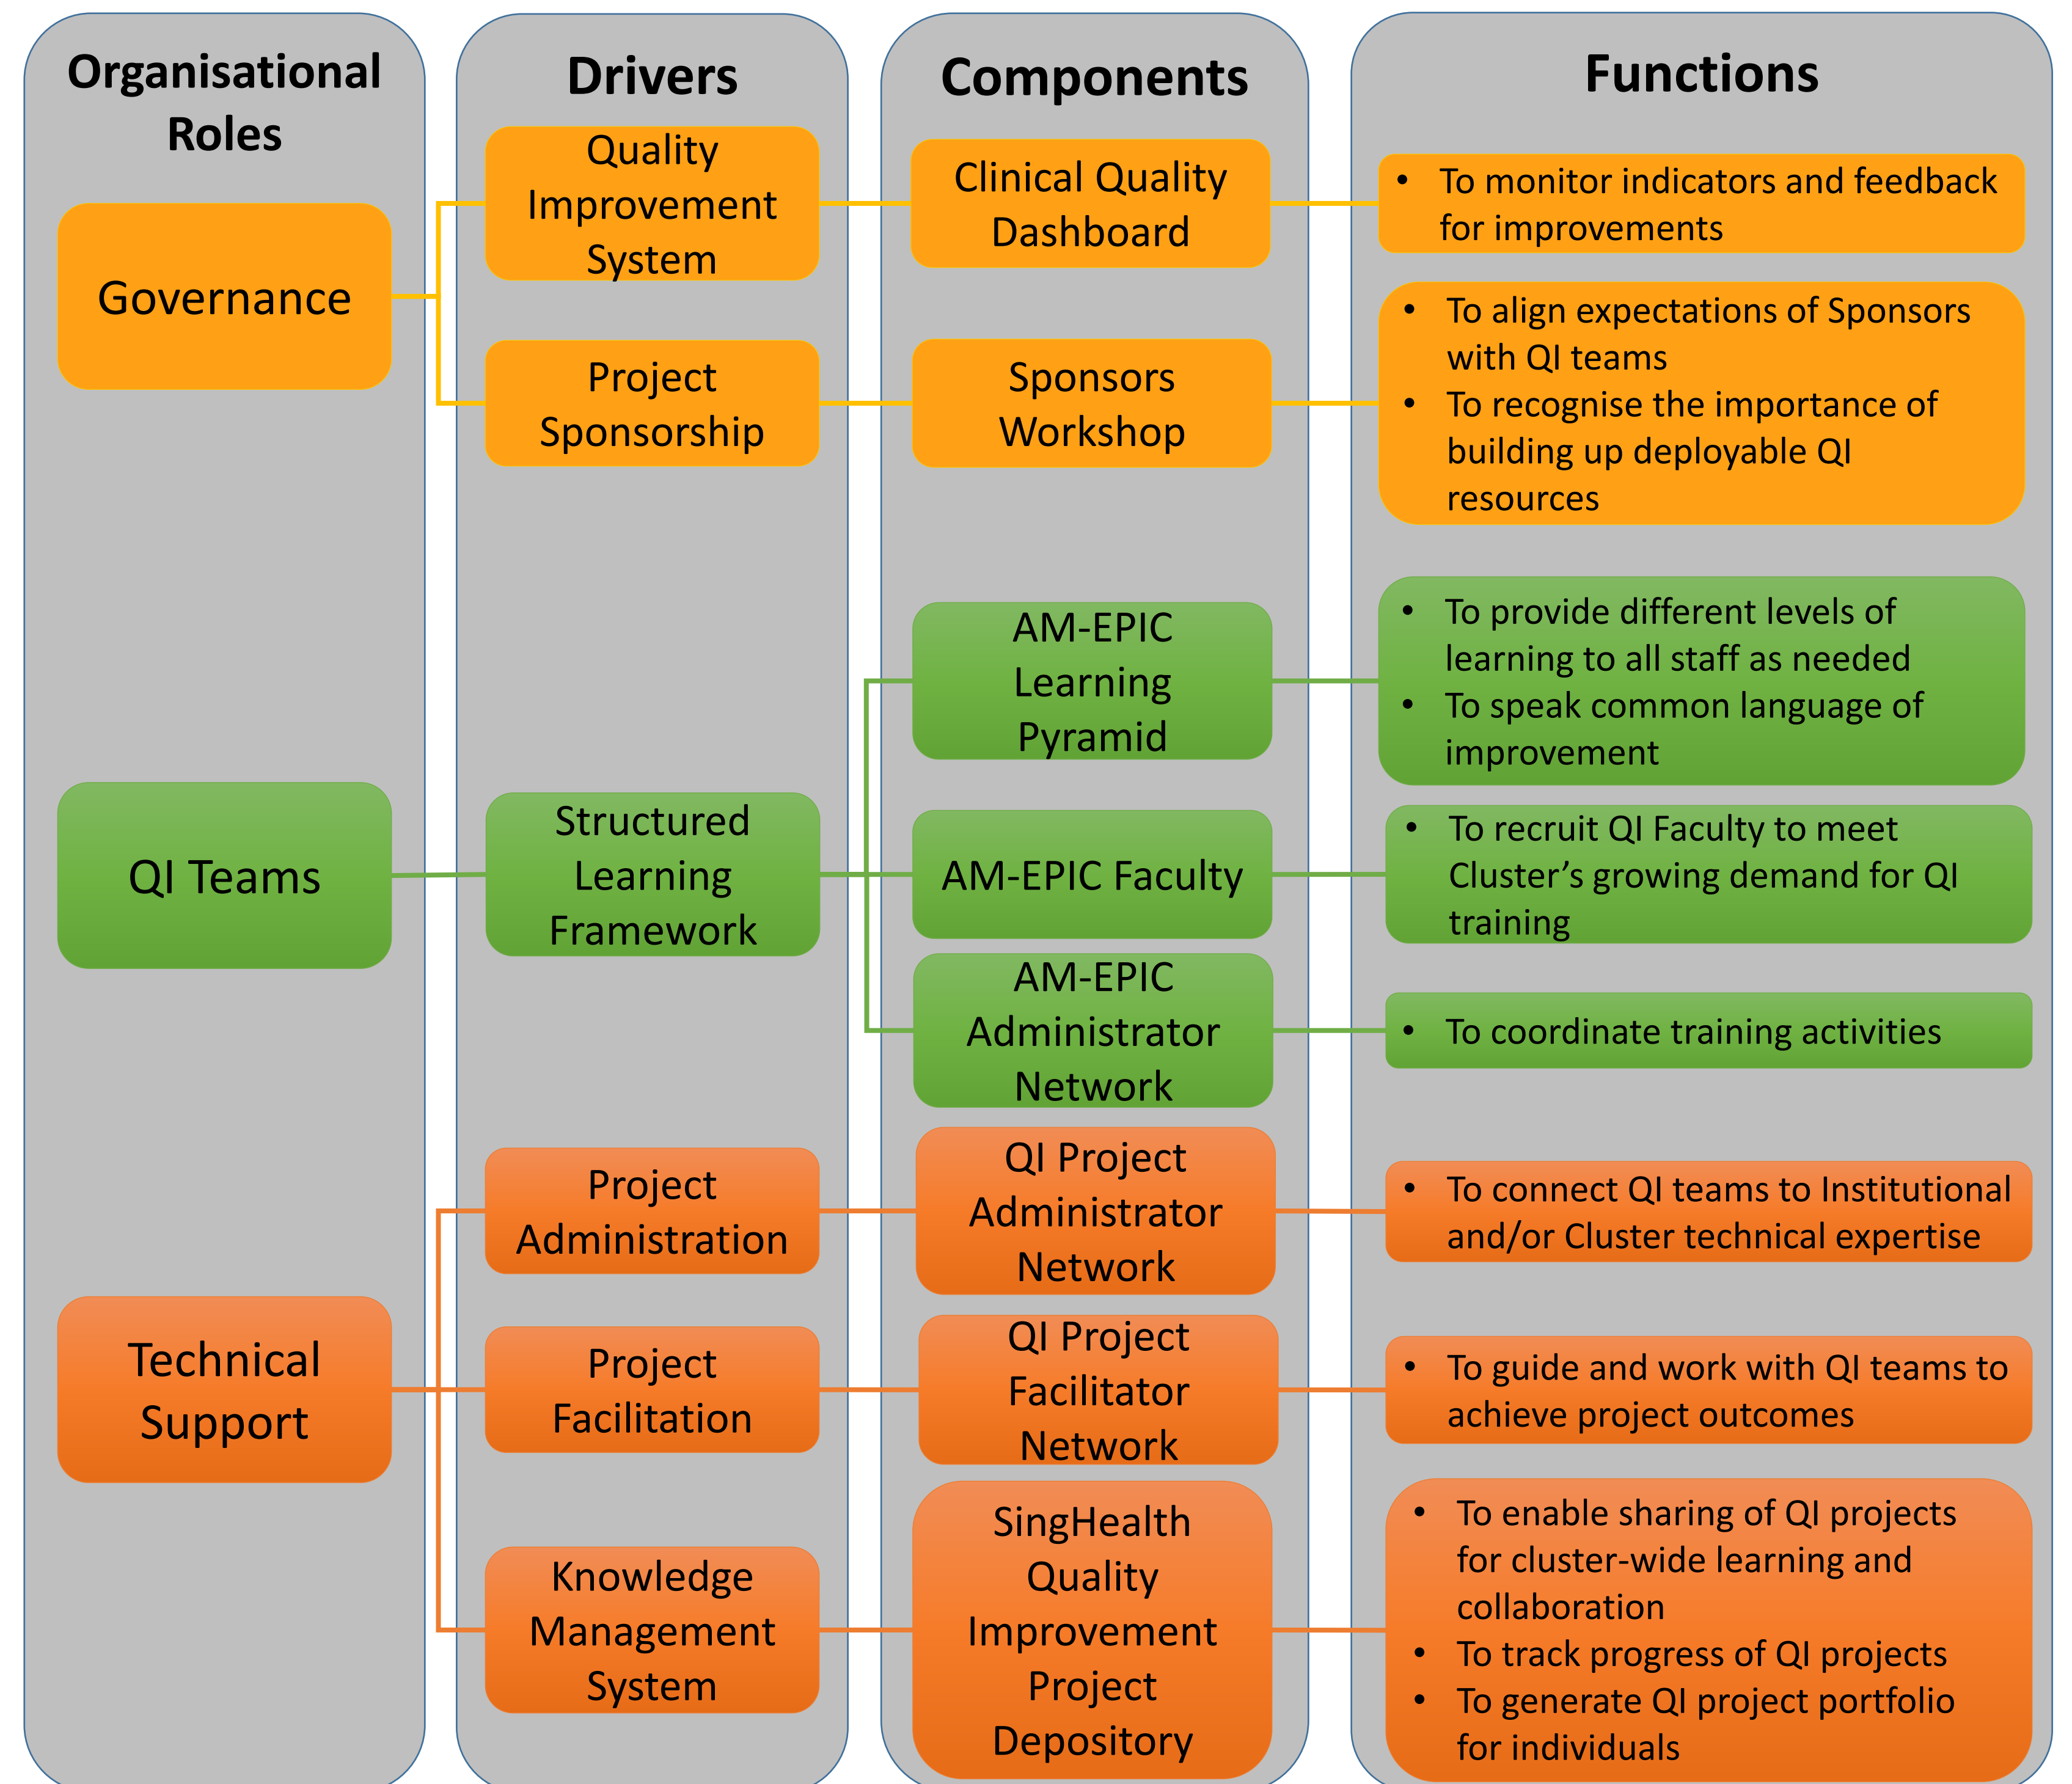 Organisational
Roles
Drivers
Components
Functions
Governance
Quality
Improvement
System
Clinical Quality
Dashboard
• To monitor indicators and feedback
for improvements
Project
Sponsorship
Sponsors
Workshop
• To align expectations of Sponsors
with QI teams
• To recognise the importance of
building up deployable QI
resources
QI Teams
Structured
Learning
Framework
AM-EPIC
Learning
Pyramid
• To provide different levels of
learning to all staff as needed
• To speak common language of
improvement
AM-EPIC Faculty
• To recruit QI Faculty to meet
Cluster’s growing demand for QI
training
AM-EPIC
Administrator
Network
• To coordinate training activities
Technical
Support
Project
Administration
QI Project
Administrator
Network
• To connect QI teams to Institutional
and/or Cluster technical expertise
Project
Facilitation
QI Project
Facilitator
Network
• To guide and work with QI teams to
achieve project outcomes
Knowledge
Management
System
SingHealth
Quality
Improvement
Project
Depository
• To enable sharing of QI projects
for cluster-wide learning and
collaboration
• To track progress of QI projects
• To generate QI project portfolio
for individuals